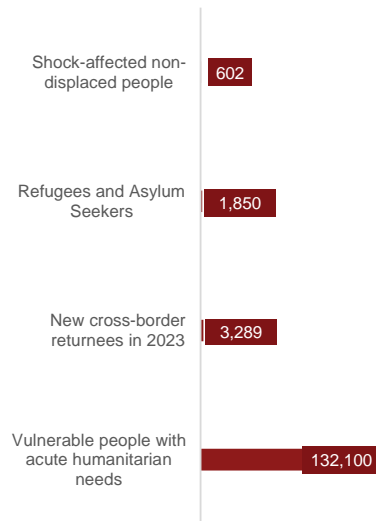 Shock-affected non-
displaced people
602
Refugees and Asylum
Seekers
1,850
New cross-border
returnees in 2023
3,289
Vulnerable people with
acute humanitarian
needs
132,100